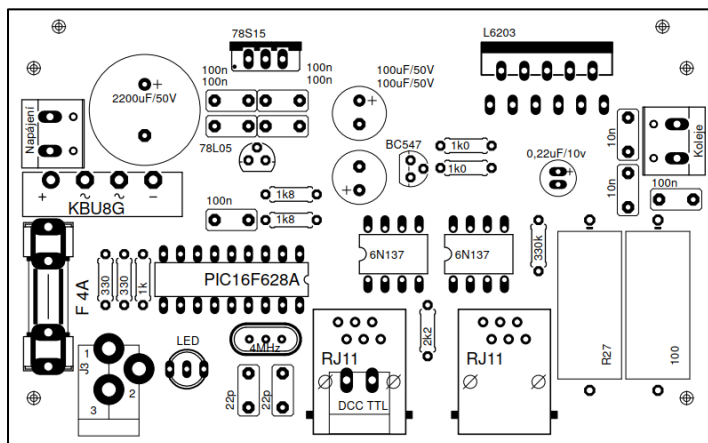 78S15
L6203
100n 100n
100n 100n
100uF/50V
100uF/50V
2200uF/50V
Napájení
Koleje
10n
78L05
BC547
1k0
1k0
0,22uF/10v
10n
100n
+ ~ ~ −
KBU8G
100n
1k8
1k8
6N137
6N137
330k
F 4A
330
330
1k
PIC16F628A
R27
100
LED
4MHz
RJ11
2k2
RJ11
J3
1
2
3
22p
22p
DCC TTL
+
+
+